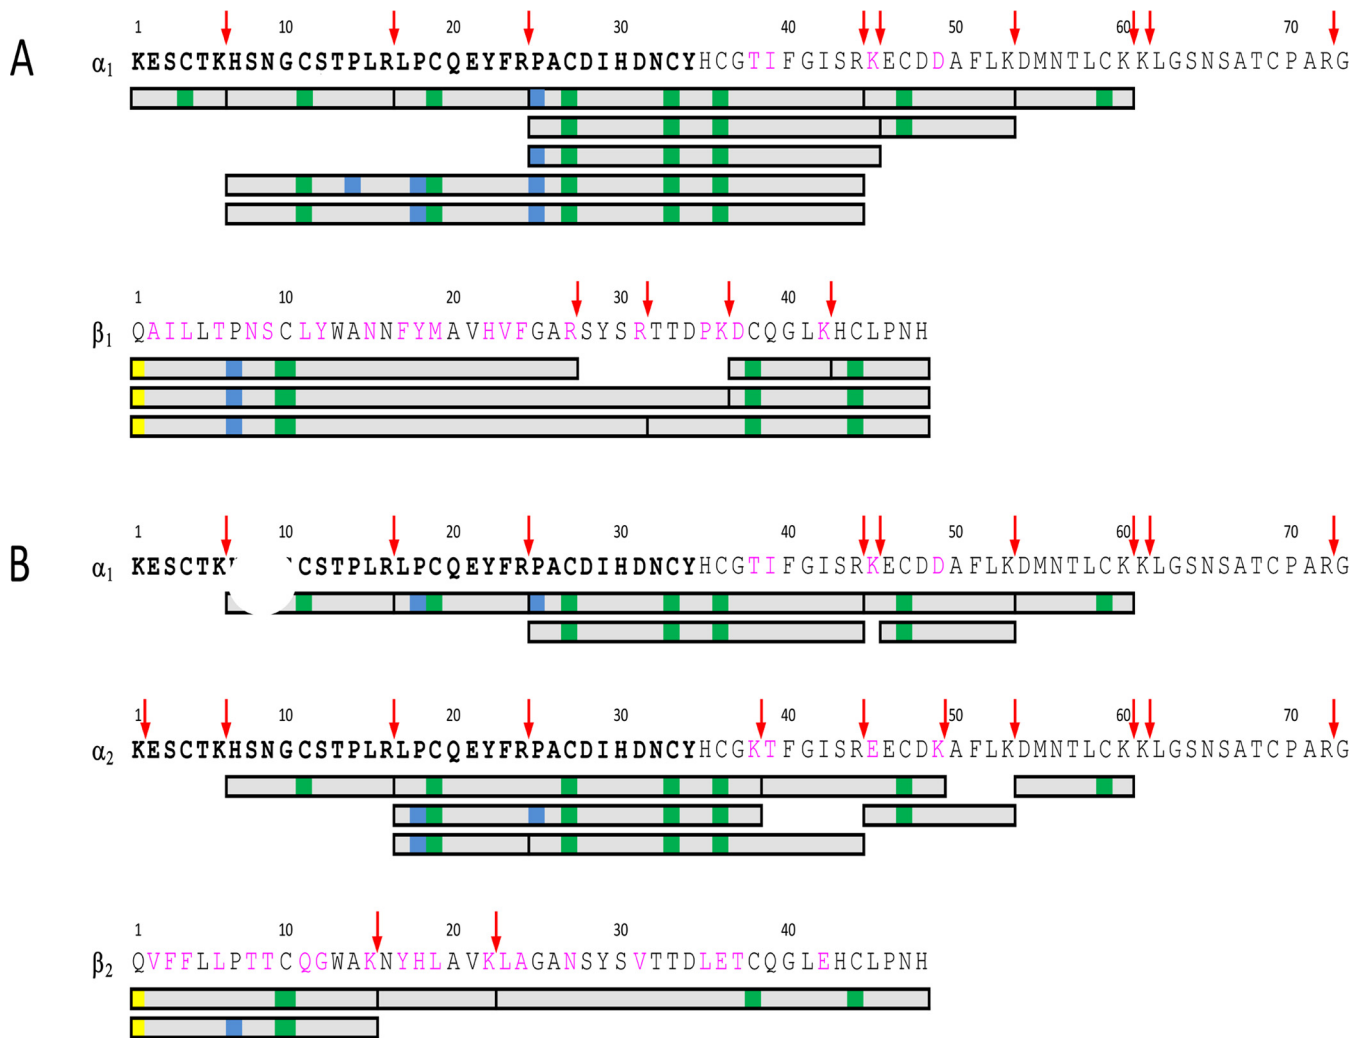 1 10 20 30 40 50 60 70
A α1 KESCTKHSNGCSTPLRLPCQEYFRPACDIHDNCYHCGTIFGISRKECDDAFLKDMNTLCKKLGSNSATCPARG
1 10 20 30 40
β1 QAILLTPNSCLYWANNFYMAVHVFGARSYSRTTDPKDCQGLKHCLPNH
1 10 20 30 40 50 60 70
B α1 KESCTK CSTPLRLPCQEYFRPACDIHDNCYHCGTIFGISRKECDDAFLKDMNTLCKKLGSNSATCPARG
1 10 20 30 40 50 60 70
α2 KESCTKHSNGCSTPLRLPCQEYFRPACDIHDNCYHCGKTFGISREECDKAFLKDMNTLCKKLGSNSATCPARG
1 10 20 30 40
β2 QVFFLLPTTCQGWAKNYHLAVKLAGANSYSVTTDLETCQGLEHCLPNH